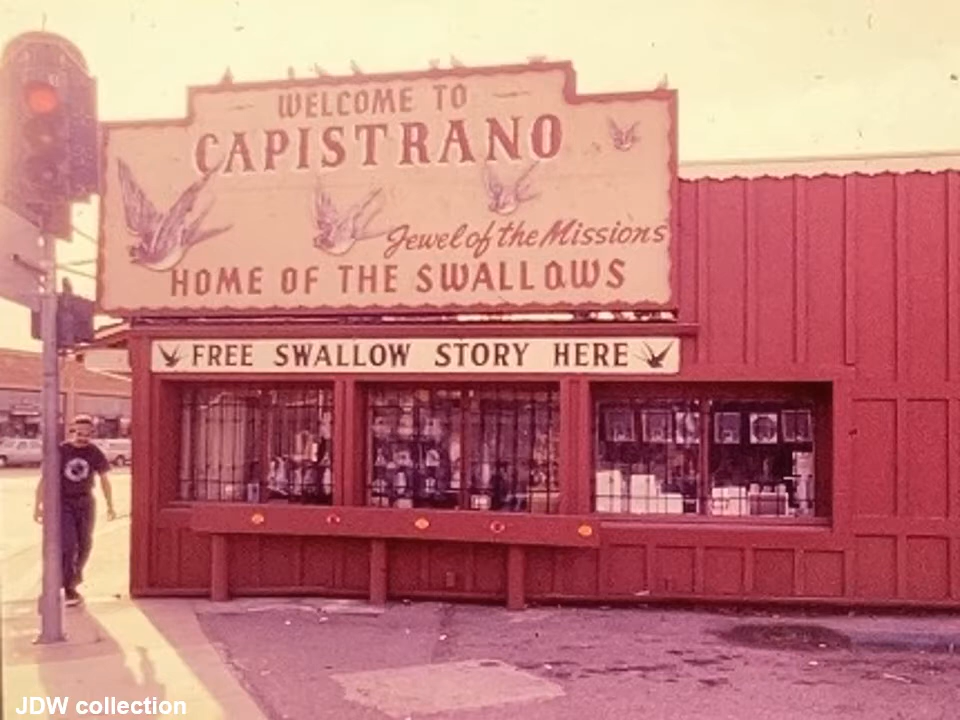 WELCOME TO
CAPISTRANO
Jewel of the Missions
HOME OF THE SWALLOWS
FREE SWALLOW STORY HERE
JDW collection